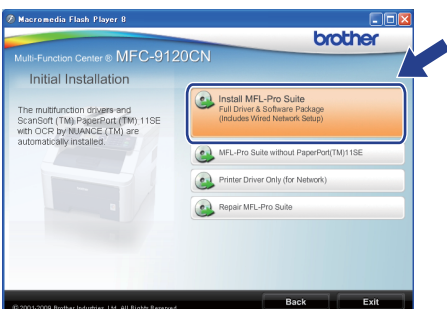 Macromedia Flash Player 8
brother
Multi-Function Center ® MFC-9120CN
Initial Installation
The multifunction drivers and
ScanSoft (TM) PaperPort (TM) 11SE
with OCR by NUANCE (TM) are
automatically installed.
Install MFL-Pro Suite
Full Driver & Software Package
(Includes Wired Network Setup)
MFL-Pro Suite without PaperPort(TM)11SE
Printer Driver Only (for Network)
Repair MFL-Pro Suite
Back
Exit
© 2001-2009 Brother Industries, Ltd. All Rights Reserved.